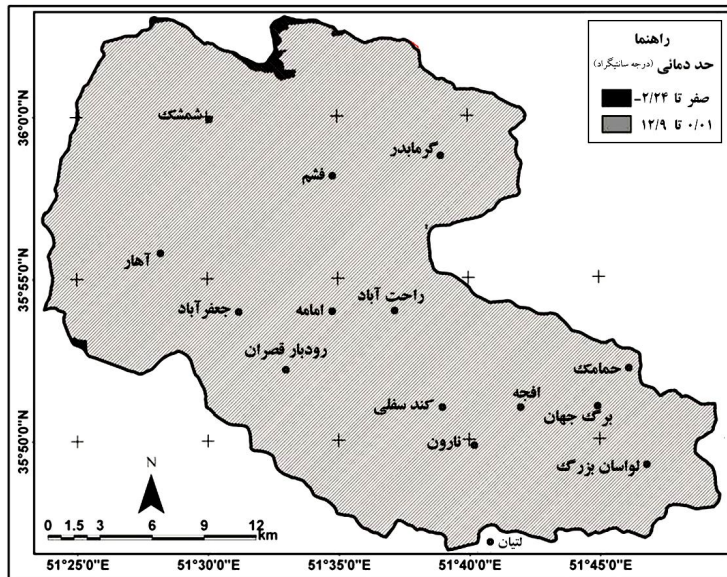 راهنما
حد دمائی (درجه سانتیگراد)
صفر تا ۲/۲۴-
۰/۰۱ تا ۱۲/۹
36°0'0"N
35°55'0"N
35°50'0"N
شمشک
گرمابدر
فشم
آهار
راحت آباد
امامه
جعفرآباد
رودبار قصران
حمامک
افجه
کند سفلی
برگ جهان
نارون
لواسان بزرگ
لتیان
N
0 1.5 3 6 9 12
km
51°25'0"E 51°30'0"E 51°35'0"E 51°40'0"E 51°45'0"E